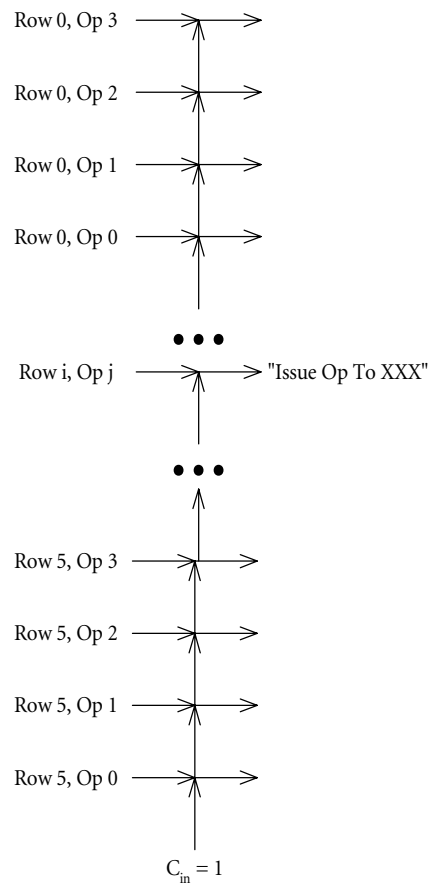 Row 0, Op 3
Row 0, Op 2
Row 0, Op 1
Row 0, Op 0
Row i, Op j "Issue Op To XXX"
Row 5, Op 3
Row 5, Op 2
Row 5, Op 1
Row 5, Op 0
C_in = 1